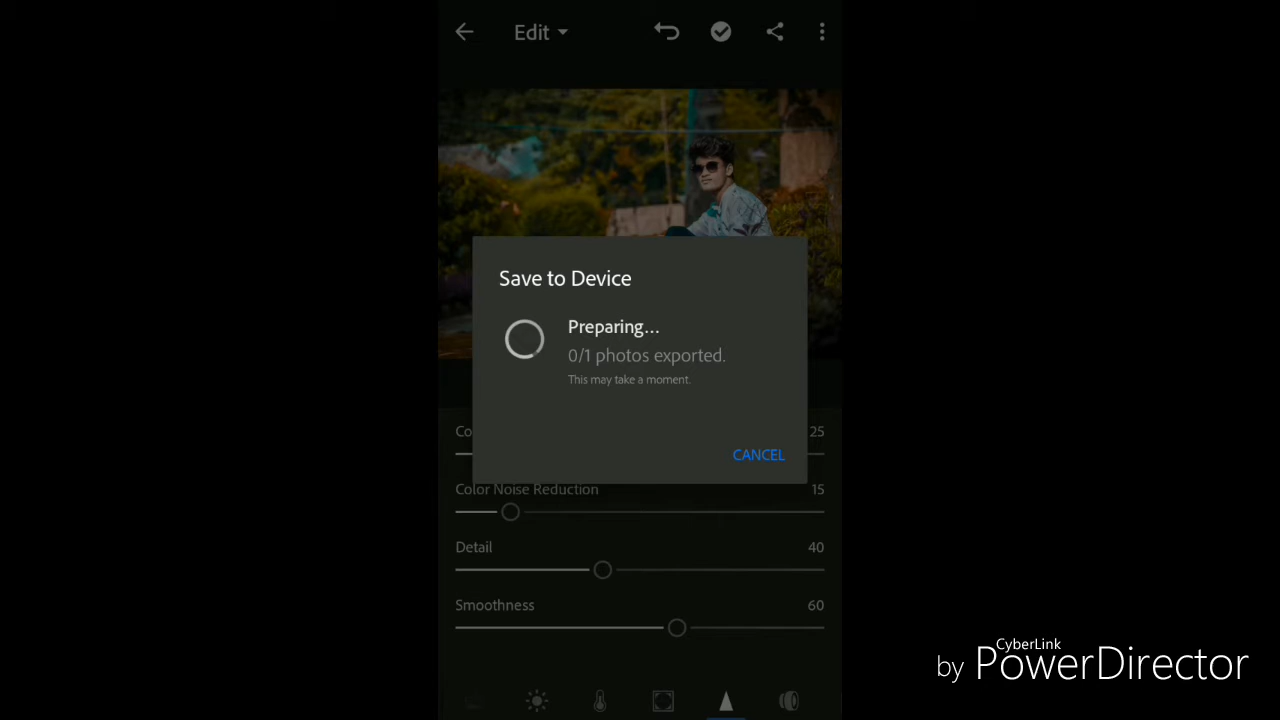 Edit
Save to Device
Preparing...
0/1 photos exported.
This may take a moment.
CANCEL
Co 25
Color Noise Reduction 15
Detail 40
Smoothness 60
CyberLink
by PowerDirector